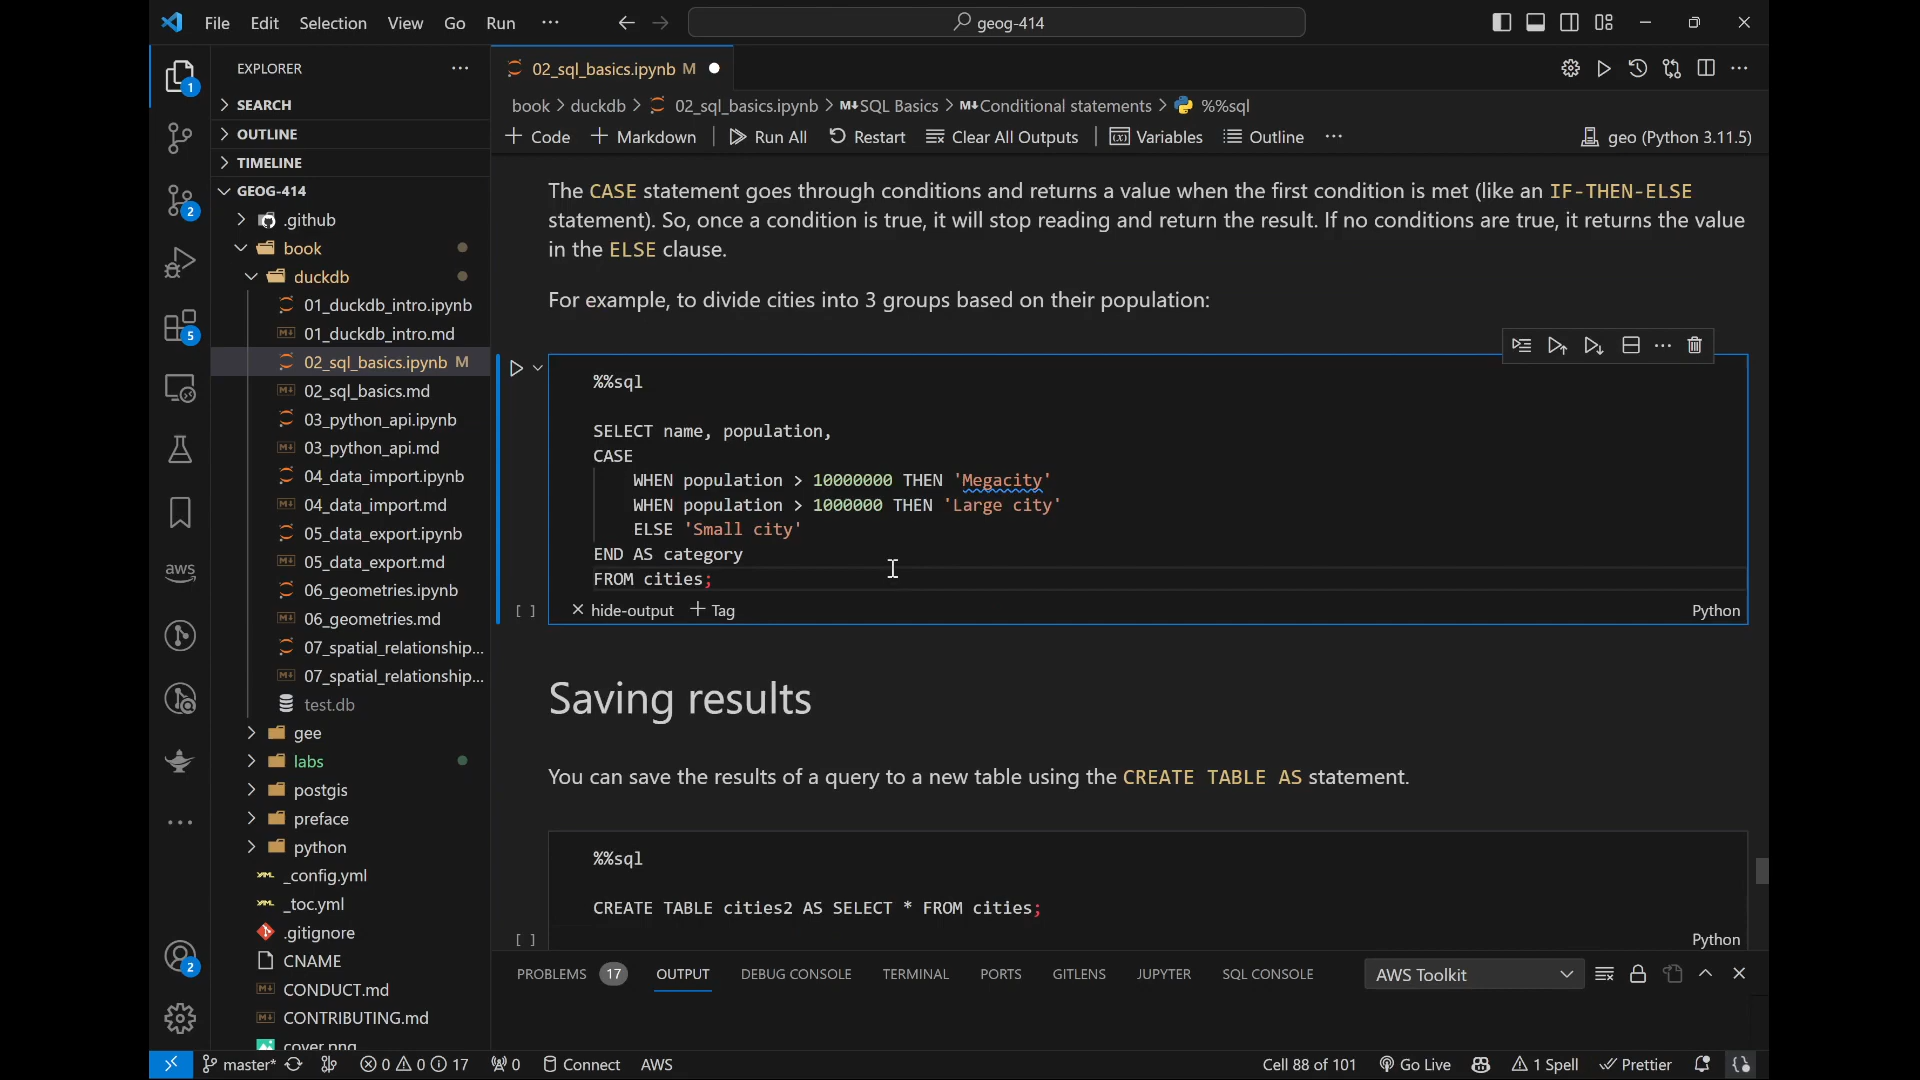 File Edit Selection View Go Run ··· geog-414
EXPLORER
SEARCH
OUTLINE
TIMELINE
GEOG-414
.github
book
duckdb
01_duckdb_intro.ipynb
01_duckdb_intro.md
02_sql_basics.ipynb M
02_sql_basics.md
03_python_api.ipynb
03_python_api.md
04_data_import.ipynb
04_data_import.md
05_data_export.ipynb
05_data_export.md
06_geometries.ipynb
06_geometries.md
07_spatial_relationship...
07_spatial_relationship...
test.db
gee
labs
postgis
preface
python
_config.yml
_toc.yml
.gitignore
CNAME
CONDUCT.md
CONTRIBUTING.md
cover.png
1
2
5
aws
2
02_sql_basics.ipynb M
book > duckdb > 02_sql_basics.ipynb > M↓SQL Basics > M↓Conditional statements > %%sql
+ Code + Markdown Run All Restart Clear All Outputs Variables Outline ··· geo (Python 3.11.5)
The CASE statement goes through conditions and returns a value when the first condition is met (like an IF-THEN-ELSE
statement). So, once a condition is true, it will stop reading and return the result. If no conditions are true, it returns the value
in the ELSE clause.
For example, to divide cities into 3 groups based on their population:
%%sql
SELECT name, population,
CASE
WHEN population > 10000000 THEN 'Megacity'
WHEN population > 1000000 THEN 'Large city'
ELSE 'Small city'
END AS category
FROM cities;
[ ] × hide-output + Tag Python
Saving results
You can save the results of a query to a new table using the CREATE TABLE AS statement.
%%sql
CREATE TABLE cities2 AS SELECT * FROM cities;
[ ] Python
PROBLEMS 17 OUTPUT DEBUG CONSOLE TERMINAL PORTS GITLENS JUPYTER SQL CONSOLE AWS Toolkit
master* 0 0 17 0 Connect AWS Cell 88 of 101 Go Live 1 Spell Prettier